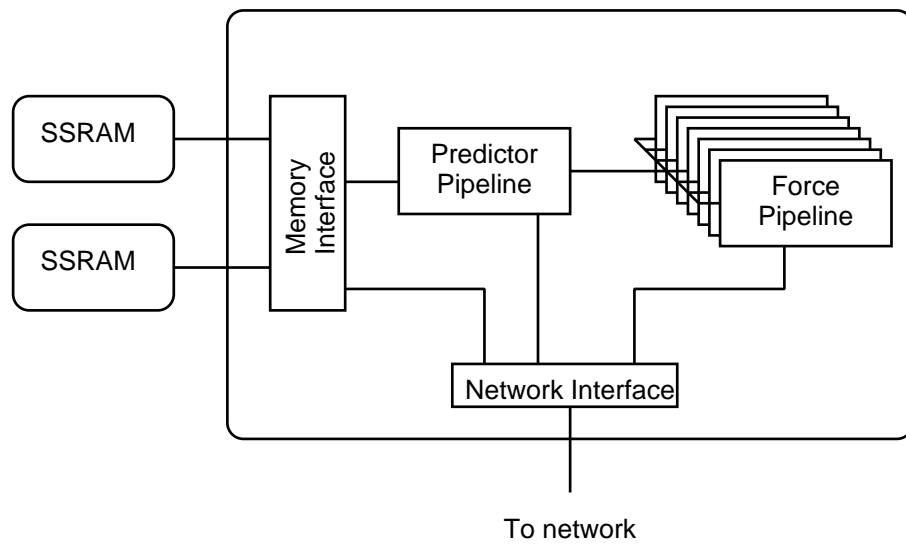 SSRAM
SSRAM
Memory
Interface
Predictor
Pipeline
Force
Pipeline
Network Interface
To network